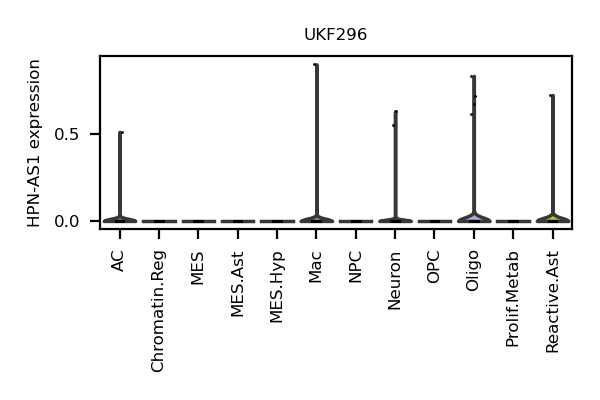 UKF296
HPN-AS1 expression
0.5
0.0
AC
Chromatin.Reg
MES
MES.Ast
MES.Hyp
Mac
NPC
Neuron
OPC
Oligo
Prolif.Metab
Reactive.Ast